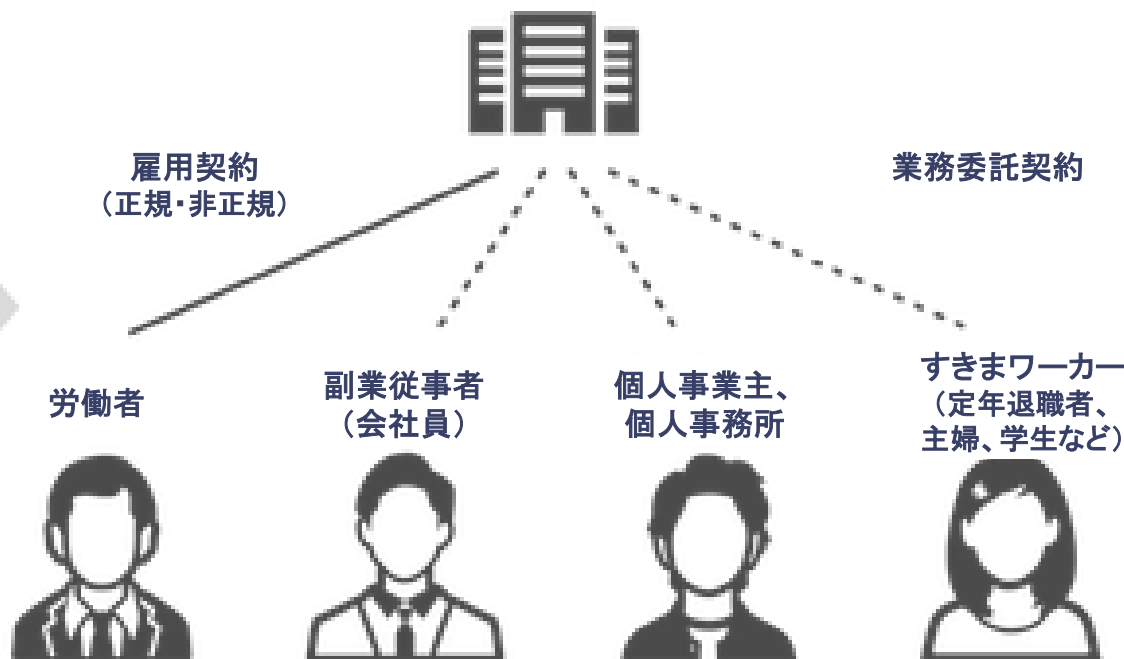 雇用契約
（正規・非正規）
業務委託契約
労働者
副業従事者
（会社員）
個人事業主、
個人事務所
すきまワーカー
（定年退職者、
主婦、学生など）